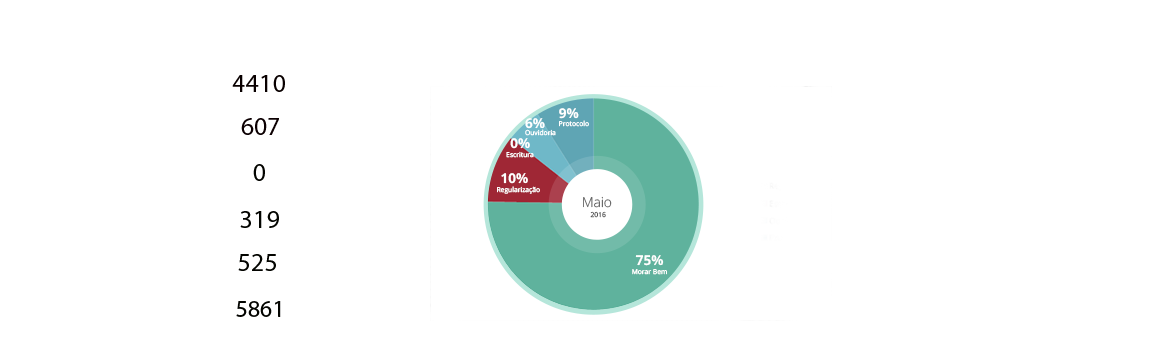 4410
607
0
319
525
5861
9%
Protocolo
6%
Ouvidoria
0%
Escritura
10%
Regularização
Maio
2016
75%
Morar Bem